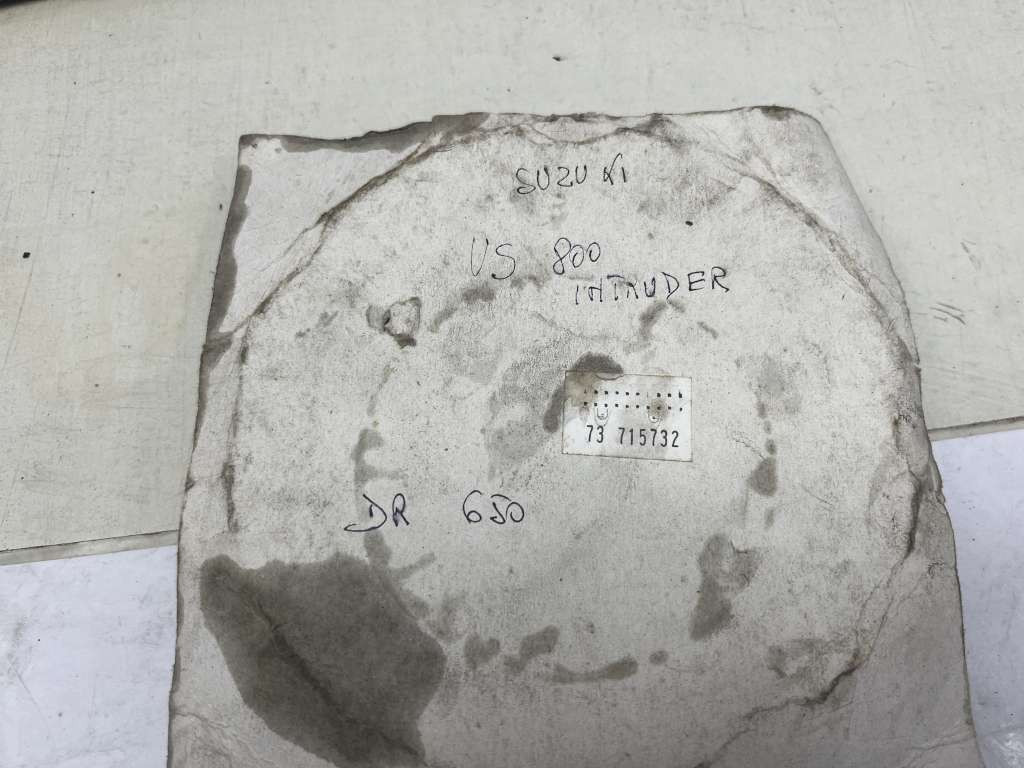 SUZUKI
VS 800
INTRUDER
73 715732
DR 650